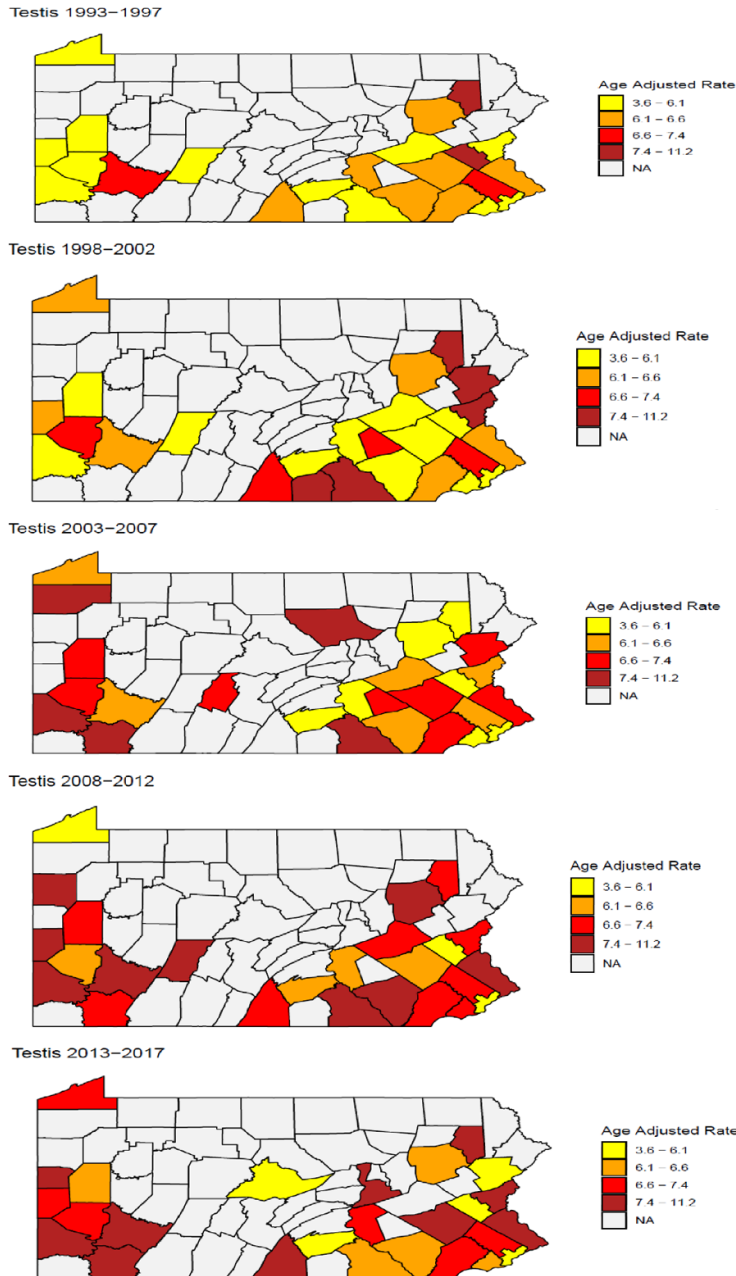 Testis 1993–1997
Age Adjusted Rate
3.6 – 6.1
6.1 – 6.6
6.6 – 7.4
7.4 – 11.2
NA
Testis 1998–2002
Age Adjusted Rate
3.6 – 6.1
6.1 – 6.6
6.6 – 7.4
7.4 – 11.2
NA
Testis 2003–2007
Age Adjusted Rate
3.6 – 6.1
6.1 – 6.6
6.6 – 7.4
7.4 – 11.2
NA
Testis 2008–2012
Age Adjusted Rate
3.6 – 6.1
6.1 – 6.6
6.6 – 7.4
7.4 – 11.2
NA
Testis 2013–2017
Age Adjusted Rate
3.6 – 6.1
6.1 – 6.6
6.6 – 7.4
7.4 – 11.2
NA